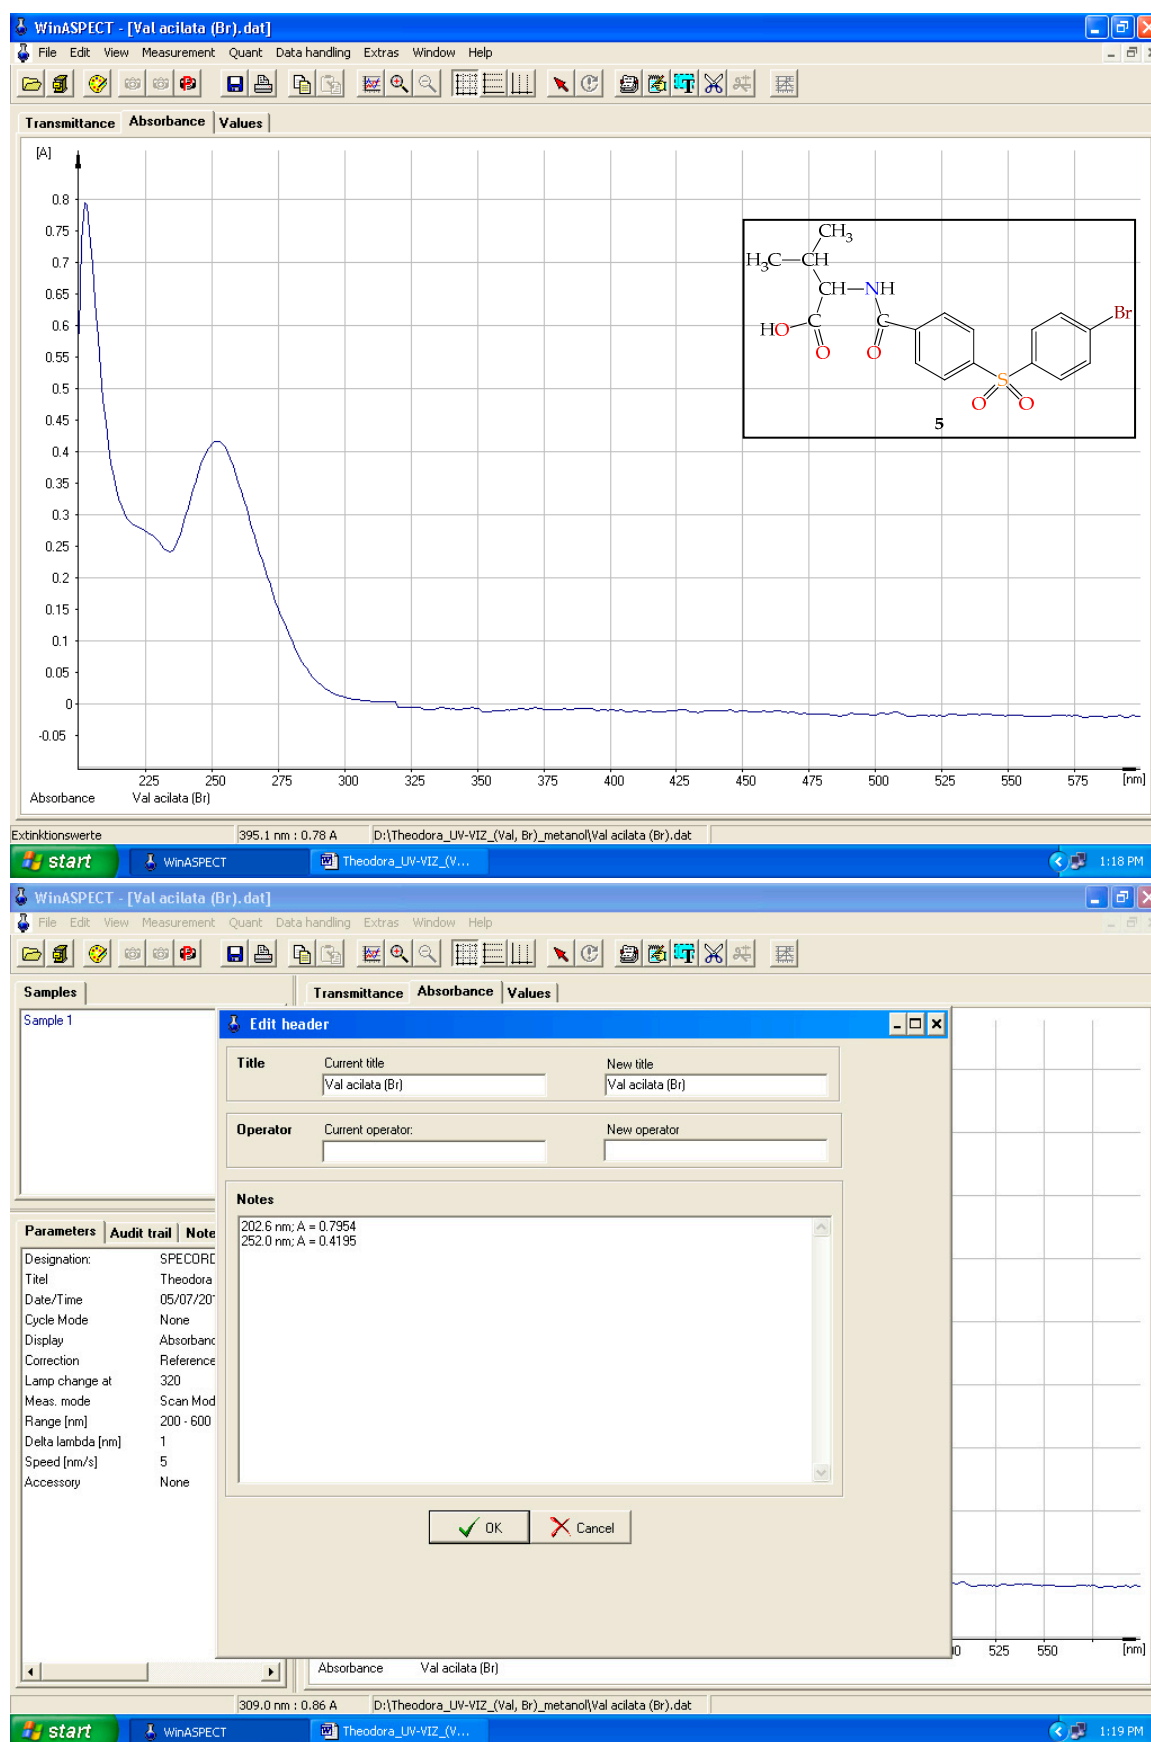 WinASPECT - [Val acilata (Br).dat]
File Edit View Measurement Quant Data handling Extras Window Help
Transmittance Absorbance Values
[A]
0.8
0.75
0.7
0.65
0.6
0.55
0.5
0.45
0.4
0.35
0.3
0.25
0.2
0.15
0.1
0.05
0
-0.05
CH3
H3C CH
CH NH
Br
HO C C
O O
S
O O
5
225 250 275 300 325 350 375 400 425 450 475 500 525 550 575 [nm]
Absorbance Val acilata (Br)
Extinktionswerte 395.1 nm : 0.78 A D:\Theodora_UV-VIZ_(Val, Br)_metanol\Val acilata (Br).dat
start WinASPECT Theodora_UV-VIZ_(V... 1:18 PM
WinASPECT - [Val acilata (Br).dat]
File Edit View Measurement Quant Data handling Extras Window Help
Samples Transmittance Absorbance Values
Sample 1
Edit header
Title Current title New title
Val acilata (Br) Val acilata (Br)
Operator Current operator: New operator
Notes
202.6 nm; A = 0.7954
252.0 nm; A = 0.4195
Parameters Audit trail Note
Designation: SPECORD
Titel Theodora
Date/Time 05/07/201
Cycle Mode None
Display Absorbanc
Correction Reference
Lamp change at 320
Meas. mode Scan Mod
Range [nm] 200 - 600
Delta lambda [nm] 1
Speed [nm/s] 5
Accessory None
OK Cancel
525 550 [nm]
Absorbance Val acilata (Br)
309.0 nm : 0.86 A D:\Theodora_UV-VIZ_(Val, Br)_metanol\Val acilata (Br).dat
start WinASPECT Theodora_UV-VIZ_(V... 1:19 PM